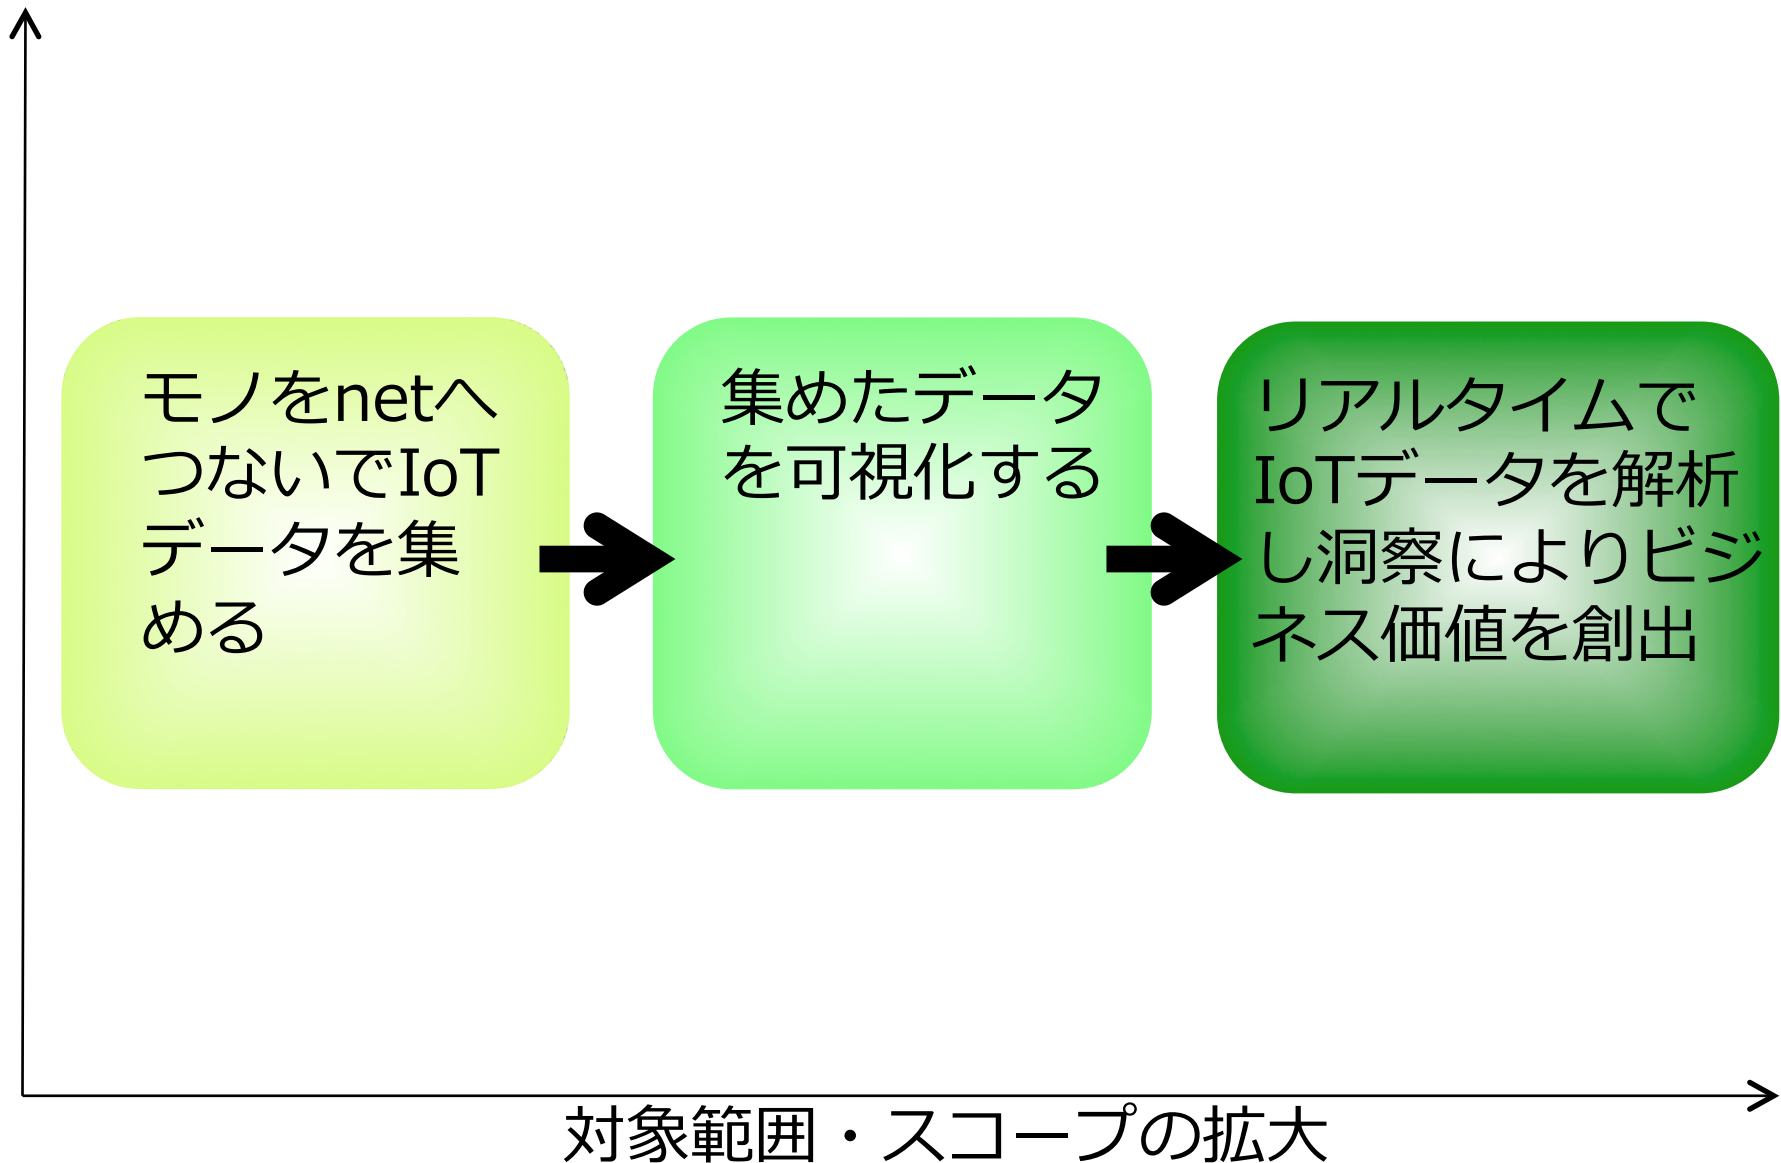 モノをnetへ
つないでIoT
データを集
める
集めたデータ
を可視化する
リアルタイムで
IoTデータを解析
し洞察によりビジ
ネス価値を創出
対象範囲・スコープの拡大